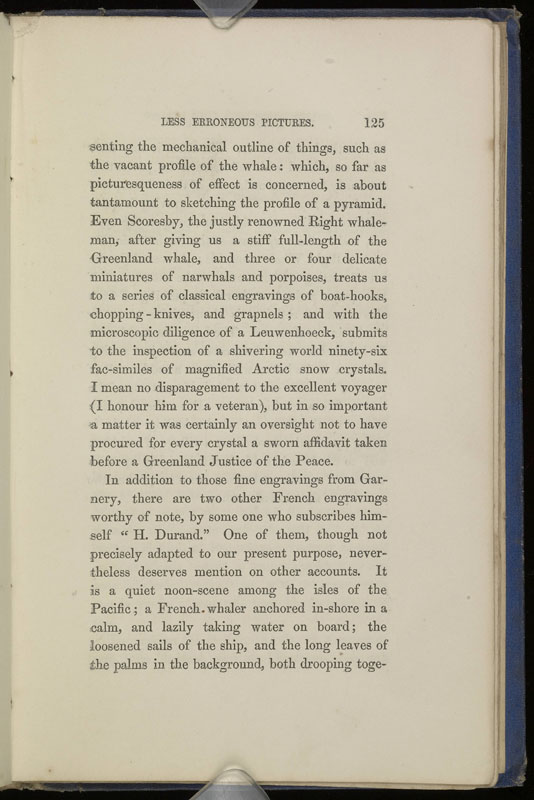 LESS ERRONEOUS PICTURES. 125
senting the mechanical outline of things, such as
the vacant profile of the whale: which, so far as
picturesqueness of effect is concerned, is about
tantamount to sketching the profile of a pyramid.
Even Scoresby, the justly renowned Right whale-
man, after giving us a stiff full-length of the
Greenland whale, and three or four delicate
miniatures of narwhals and porpoises, treats us
to a series of classical engravings of boat-hooks,
chopping-knives, and grapnels; and with the
microscopic diligence of a Leuwenhoeck, submits
to the inspection of a shivering world ninety-six
fac-similes of magnified Arctic snow crystals.
I mean no disparagement to the excellent voyager
(I honour him for a veteran), but in so important
a matter it was certainly an oversight not to have
procured for every crystal a sworn affidavit taken
before a Greenland Justice of the Peace.
In addition to those fine engravings from Gar-
nery, there are two other French engravings
worthy of note, by some one who subscribes him-
self "H. Durand." One of them, though not
precisely adapted to our present purpose, never-
theless deserves mention on other accounts. It
is a quiet noon-scene among the isles of the
Pacific; a French whaler anchored in-shore in a
calm, and lazily taking water on board; the
loosened sails of the ship, and the long leaves of
the palms in the background, both drooping toge-